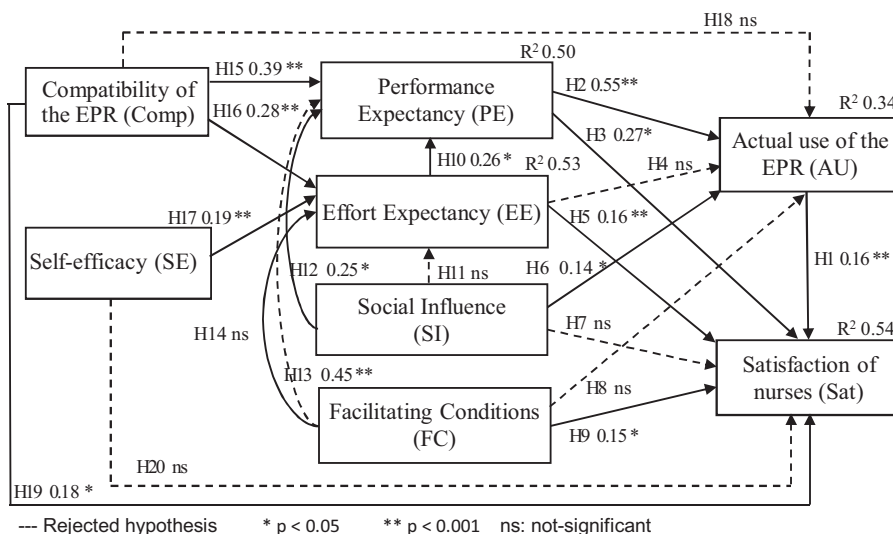 H18 ns
R² 0.50
Compatibility of
the EPR (Comp)
H15 0.39 **
Performance
Expectancy (PE)
H2 0.55**
R² 0.34
H16 0.28**
H3 0.27*
Actual use of the
EPR (AU)
H10 0.26 *
R² 0.53
H4 ns
H17 0.19 **
Effort Expectancy (EE)
H5 0.16 **
Self-efficacy (SE)
H12 0.25 *
H11 ns
H6 0.14 *
H1 0.16 **
Social Influence
(SI)
H14 ns
H7 ns
R² 0.54
Satisfaction of
nurses (Sat)
H13 0.45 **
H8 ns
Facilitating Conditions
(FC)
H9 0.15 *
H20 ns
H19 0.18 *
--- Rejected hypothesis * p < 0.05 ** p < 0.001 ns: not-significant